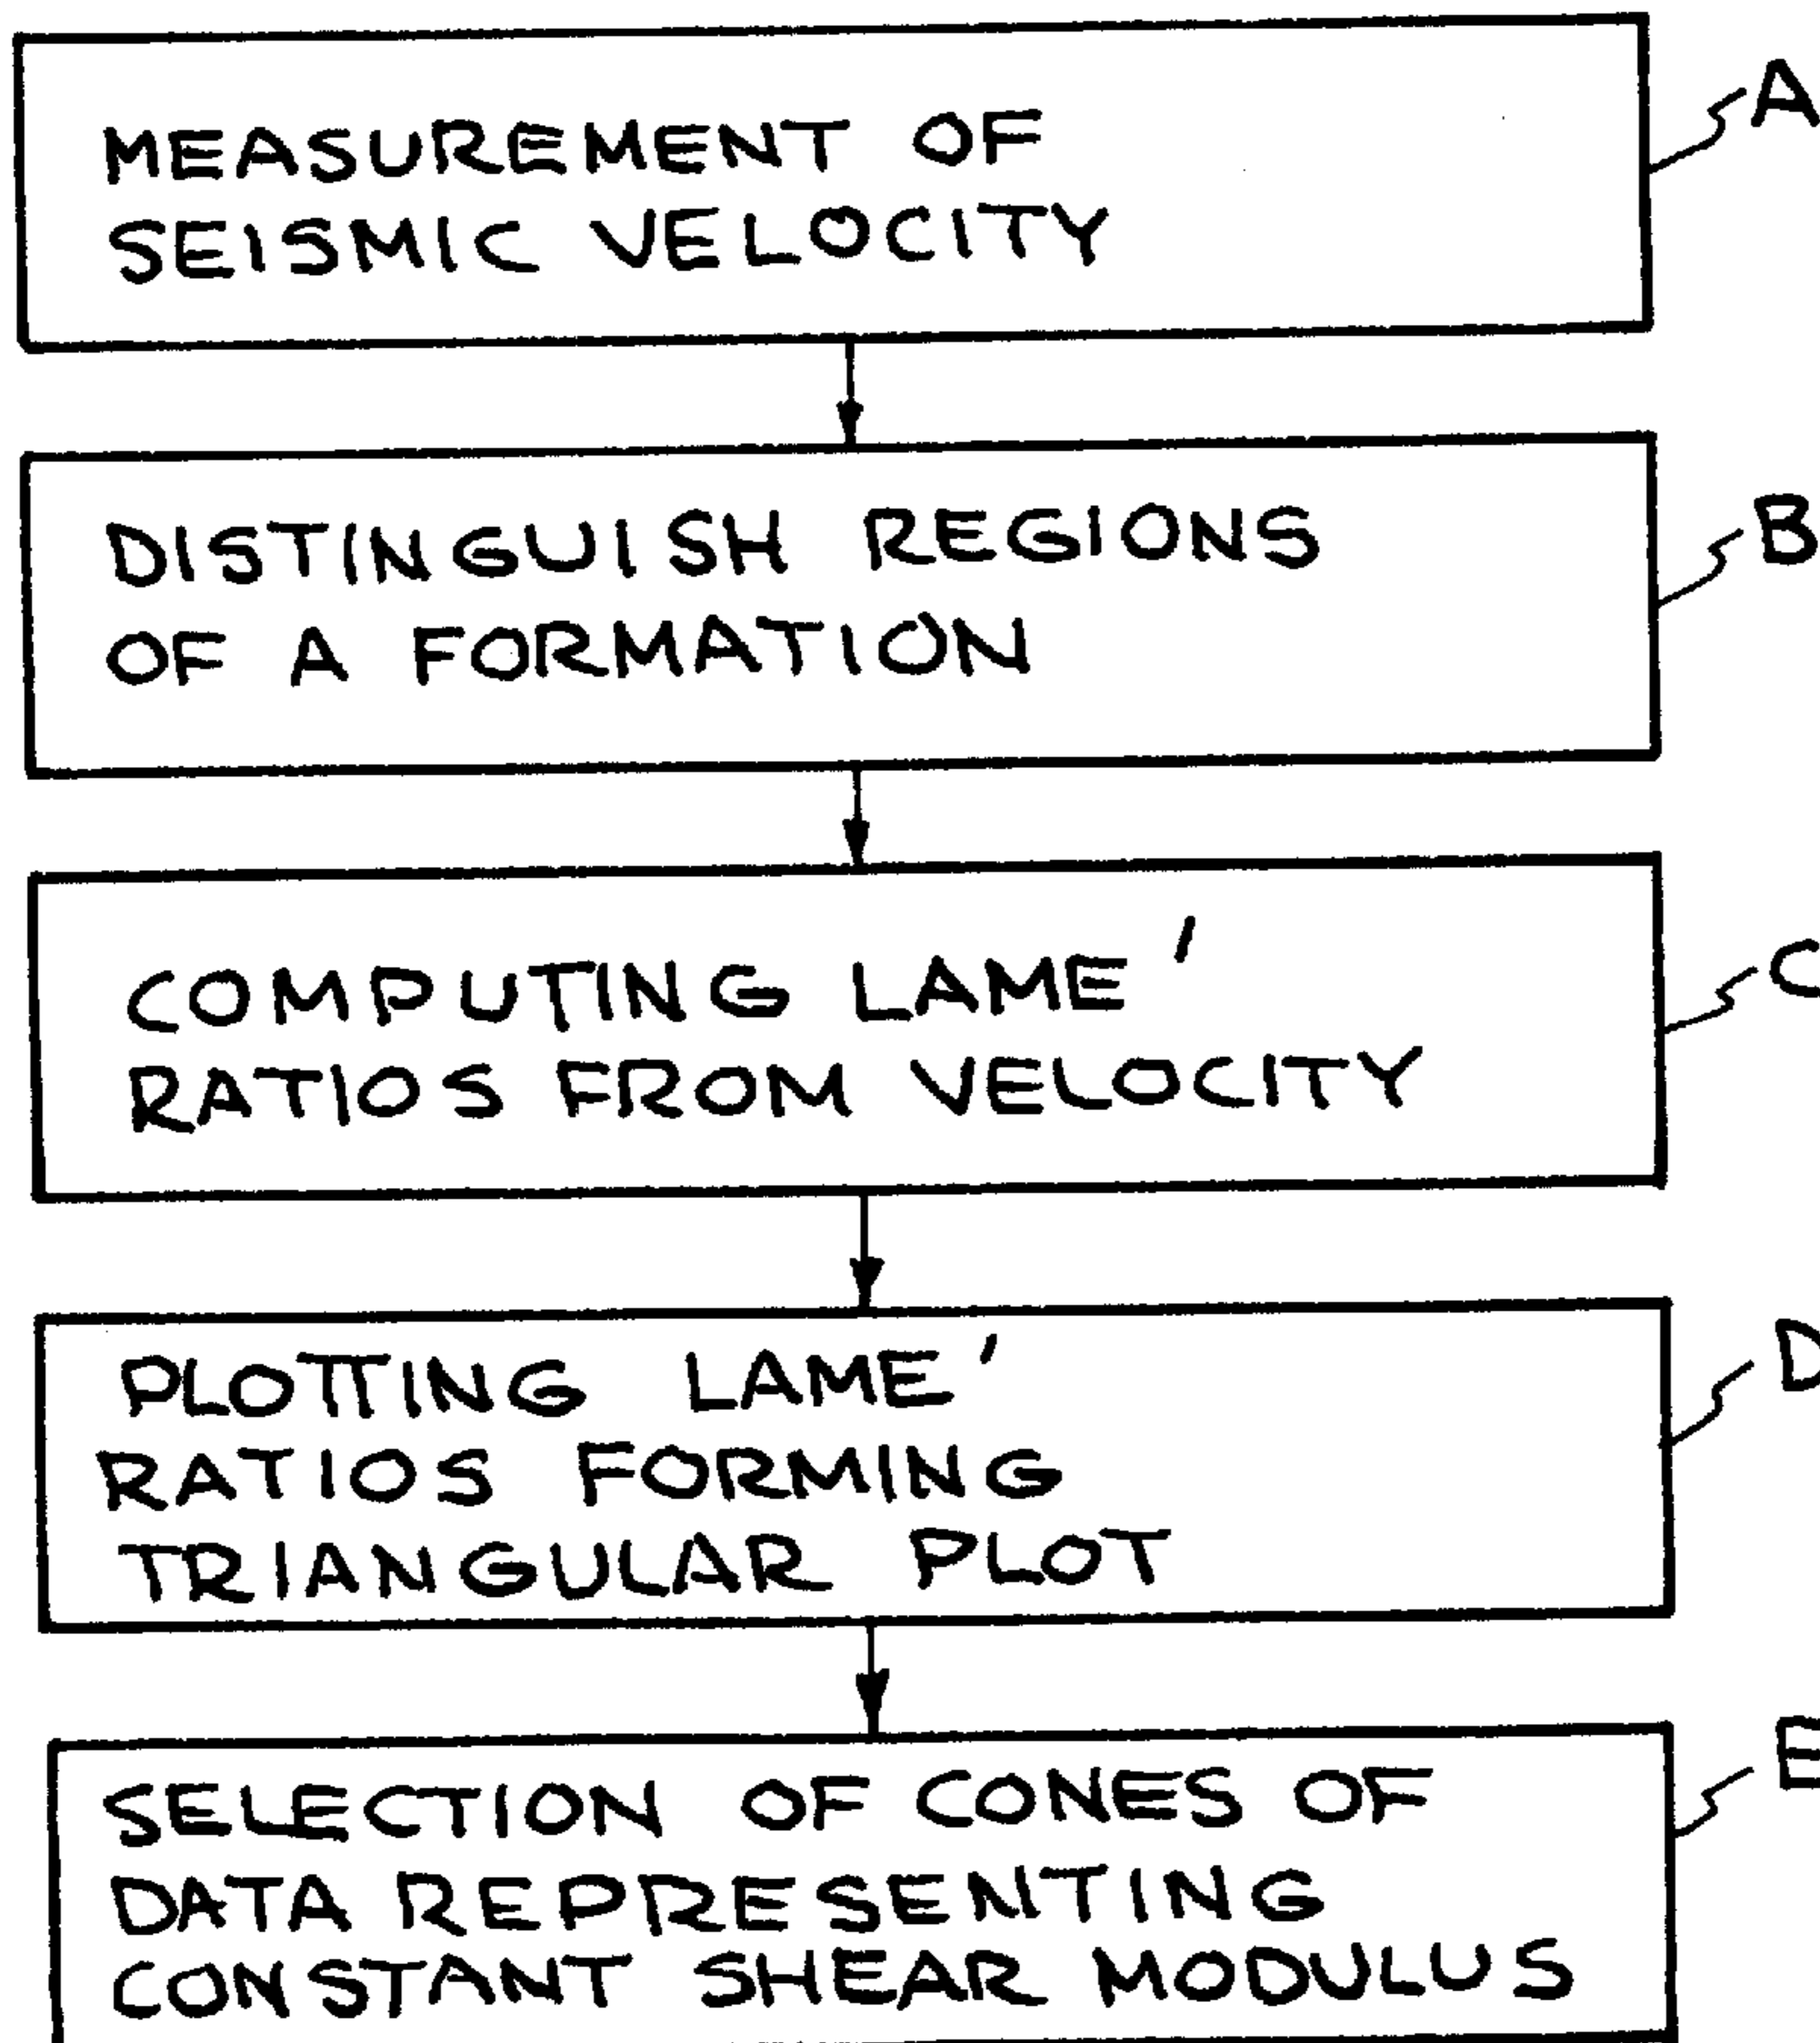 MEASUREMENT OF
SEISMIC VELOCITY
A
DISTINGUISH REGIONS
OF A FORMATION
B
COMPUTING LAME'
RATIOS FROM VELOCITY
C
PLOTTING LAME'
RATIOS FORMING
TRIANGULAR PLOT
D
SELECTION OF CONES OF
DATA REPRESENTING
CONSTANT SHEAR MODULUS
E